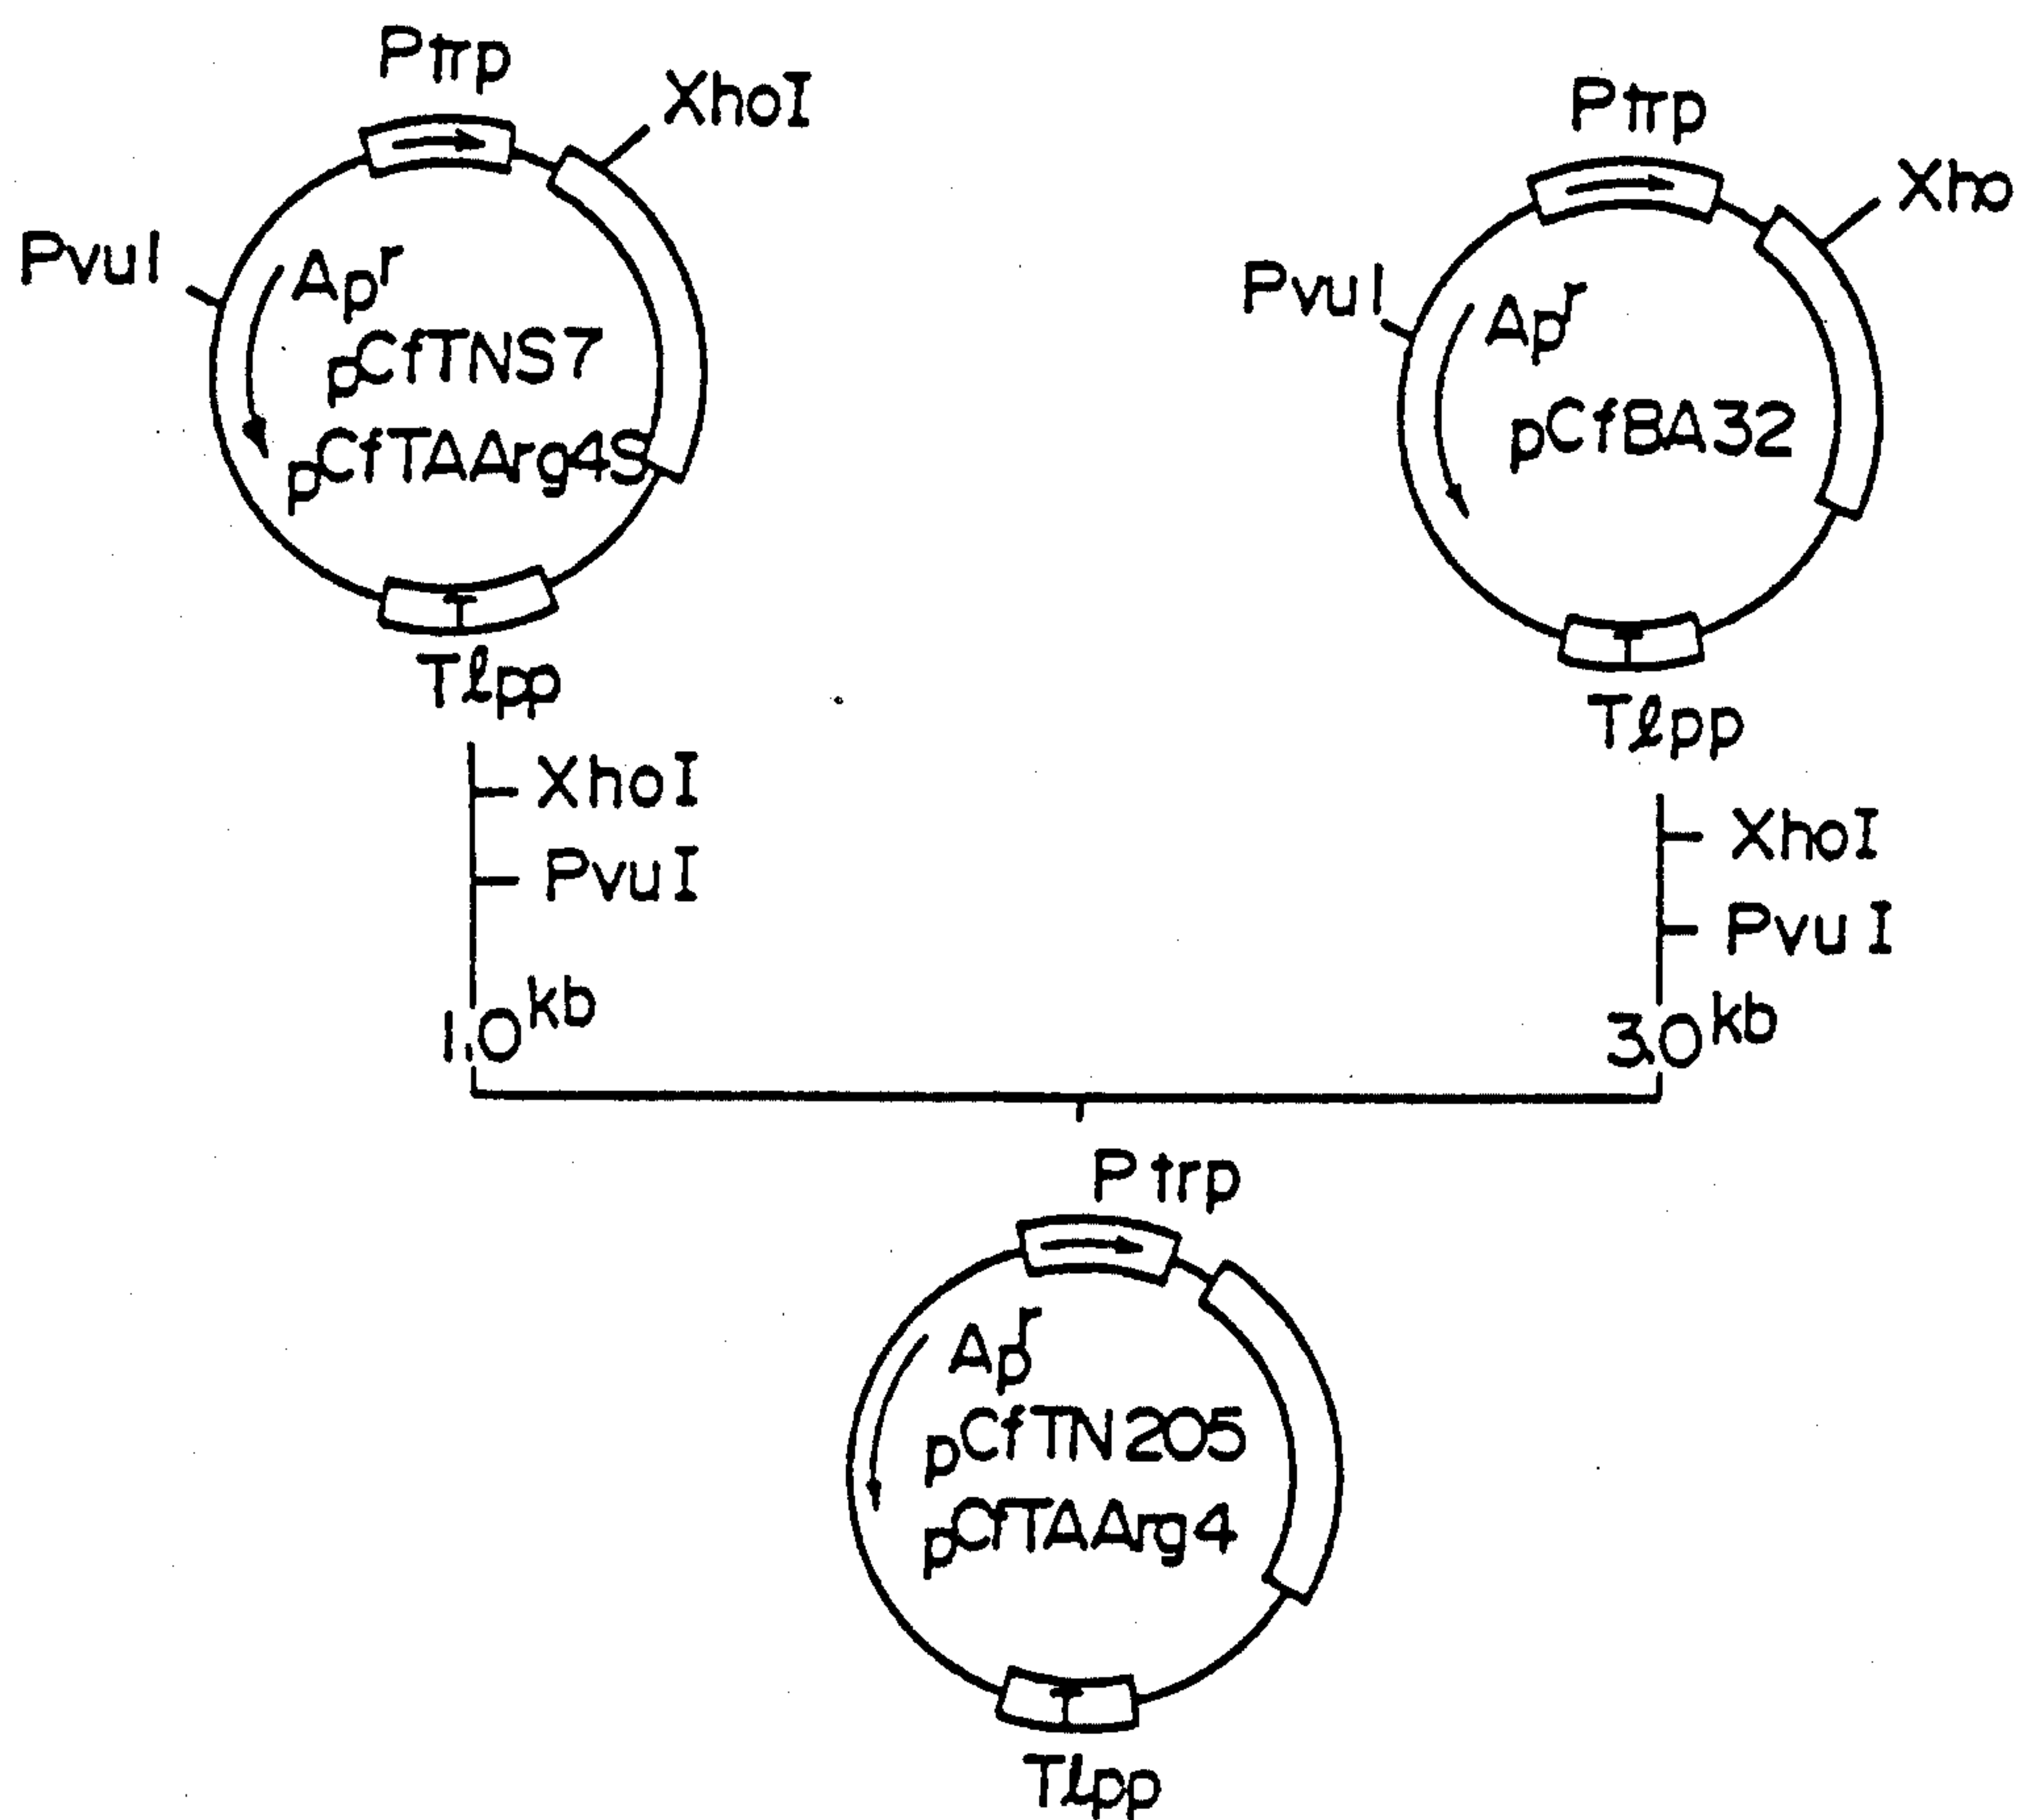 Ptrp
XhoI
PvuI
Apr
pCfTNS7
pCfTAArg4S
Tlpp
XhoI
PvuI
1.0kb
Ptrp
Xho
PvuI
Apr
pCfBA32
Tlpp
XhoI
PvuI
3.0kb
Ptrp
Apr
pCfTN205
pCfTAArg4
Tlpp